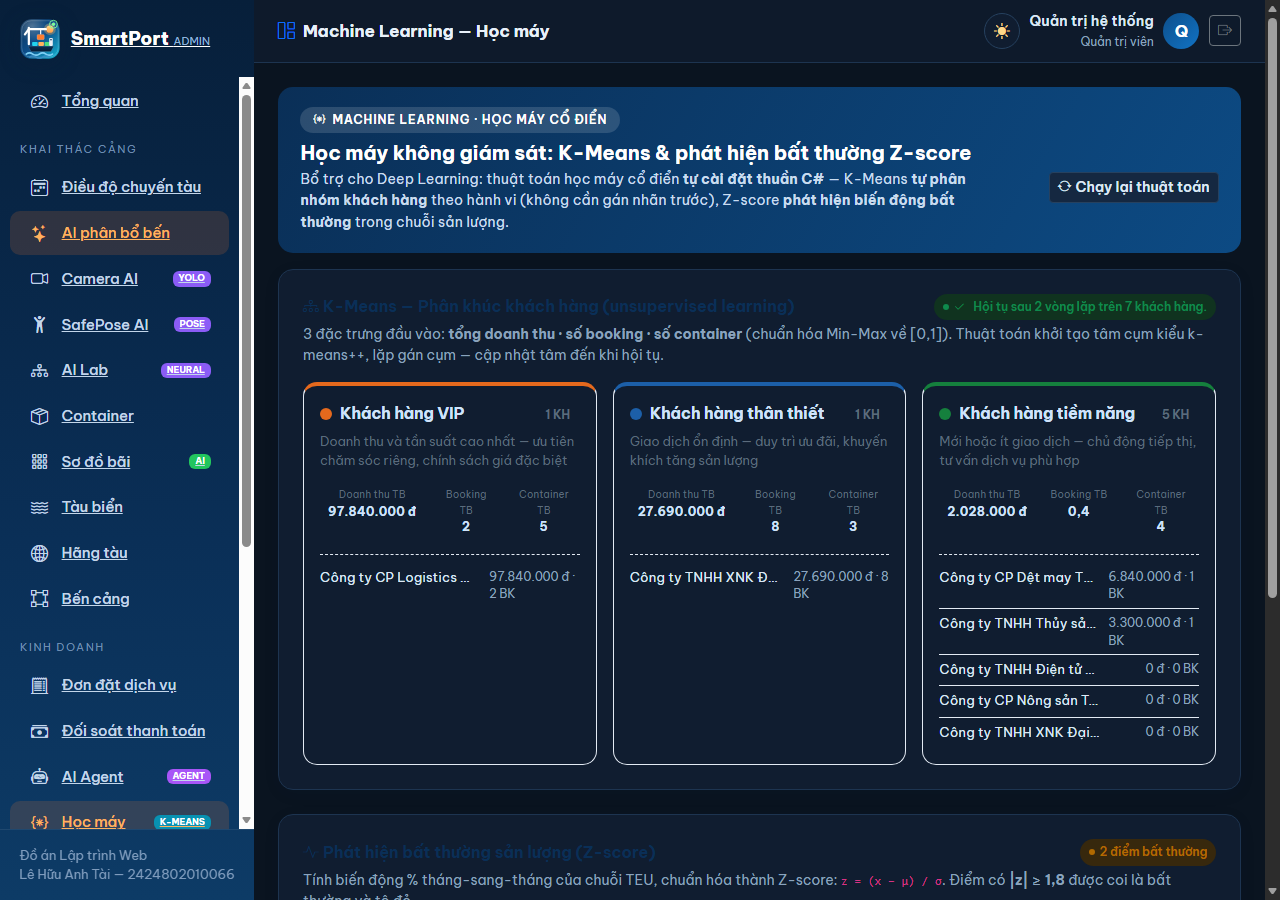 SmartPort ADMIN
Tổng quan
KHAI THÁC CẢNG
Điều độ chuyến tàu
AI phân bổ bến
Camera AI YOLO
SafePose AI POSE
AI Lab NEURAL
Container
Sơ đồ bãi AI
Tàu biển
Hãng tàu
Bến cảng
KINH DOANH
Đơn đặt dịch vụ
Đối soát thanh toán
AI Agent AGENT
Học máy K-MEANS
Đồ án Lập trình Web
Lê Hữu Anh Tài — 2424802010066
Machine Learning — Học máy
Quản trị hệ thống
Quản trị viên
Q
MACHINE LEARNING · HỌC MÁY CỔ ĐIỂN
Học máy không giám sát: K-Means & phát hiện bất thường Z-score
Bổ trợ cho Deep Learning: thuật toán học máy cổ điển tự cài đặt thuần C# — K-Means tự phân
nhóm khách hàng theo hành vi (không cần gán nhãn trước), Z-score phát hiện biến động bất
thường trong chuỗi sản lượng.
Chạy lại thuật toán
K-Means — Phân khúc khách hàng (unsupervised learning)
Hội tụ sau 2 vòng lặp trên 7 khách hàng.
3 đặc trưng đầu vào: tổng doanh thu · số booking · số container (chuẩn hóa Min-Max về [0,1]). Thuật toán khởi tạo tâm cụm kiểu k-
means++, lặp gán cụm — cập nhật tâm đến khi hội tụ.
Khách hàng VIP 1 KH
Doanh thu và tần suất cao nhất — ưu tiên
chăm sóc riêng, chính sách giá đặc biệt
Doanh thu TB Booking TB Container TB
97.840.000 đ 2 5
Công ty CP Logistics ... 97.840.000 đ ·
2 BK
Khách hàng thân thiết 1 KH
Giao dịch ổn định — duy trì ưu đãi, khuyến
khích tăng sản lượng
Doanh thu TB Booking TB Container TB
27.690.000 đ 8 3
Công ty TNHH XNK Đ... 27.690.000 đ · 8
BK
Khách hàng tiềm năng 5 KH
Mới hoặc ít giao dịch — chủ động tiếp thị,
tư vấn dịch vụ phù hợp
Doanh thu TB Booking TB Container TB
2.028.000 đ 0,4 4
Công ty CP Dệt may T... 6.840.000 đ · 1
BK
Công ty TNHH Thủy sả... 3.300.000 đ · 1
BK
Công ty TNHH Điện tử ... 0 đ · 0 BK
Công ty CP Nông sản T... 0 đ · 0 BK
Công ty TNHH XNK Đại... 0 đ · 0 BK
Phát hiện bất thường sản lượng (Z-score)
2 điểm bất thường
Tính biến động % tháng-sang-tháng của chuỗi TEU, chuẩn hóa thành Z-score: z = (x − μ) / σ. Điểm có |z| ≥ 1,8 được coi là bất
thường và tô đỏ.